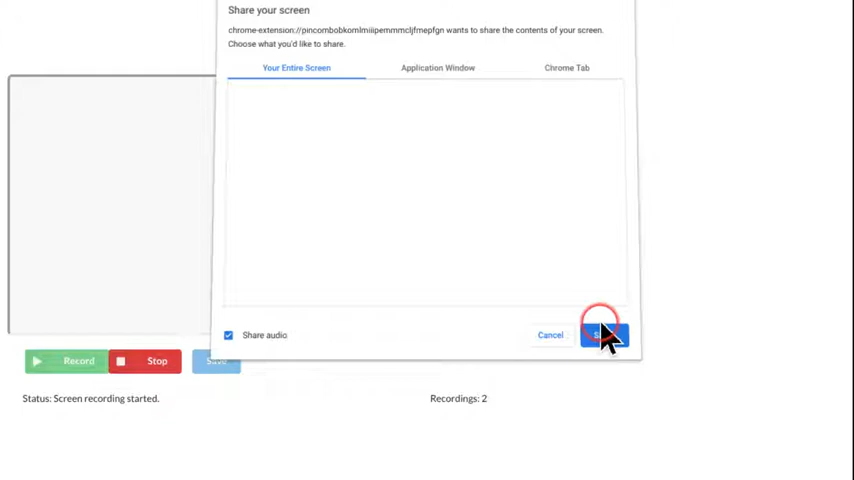 Share your screen
chrome-extension://pincombobkomlmiiipemmmcljfmepfgn wants to share the contents of your screen.
Choose what you'd like to share.
Your Entire Screen
Application Window
Chrome Tab
Share audio
Cancel
Record
Stop
Save
Status: Screen recording started.
Recordings: 2